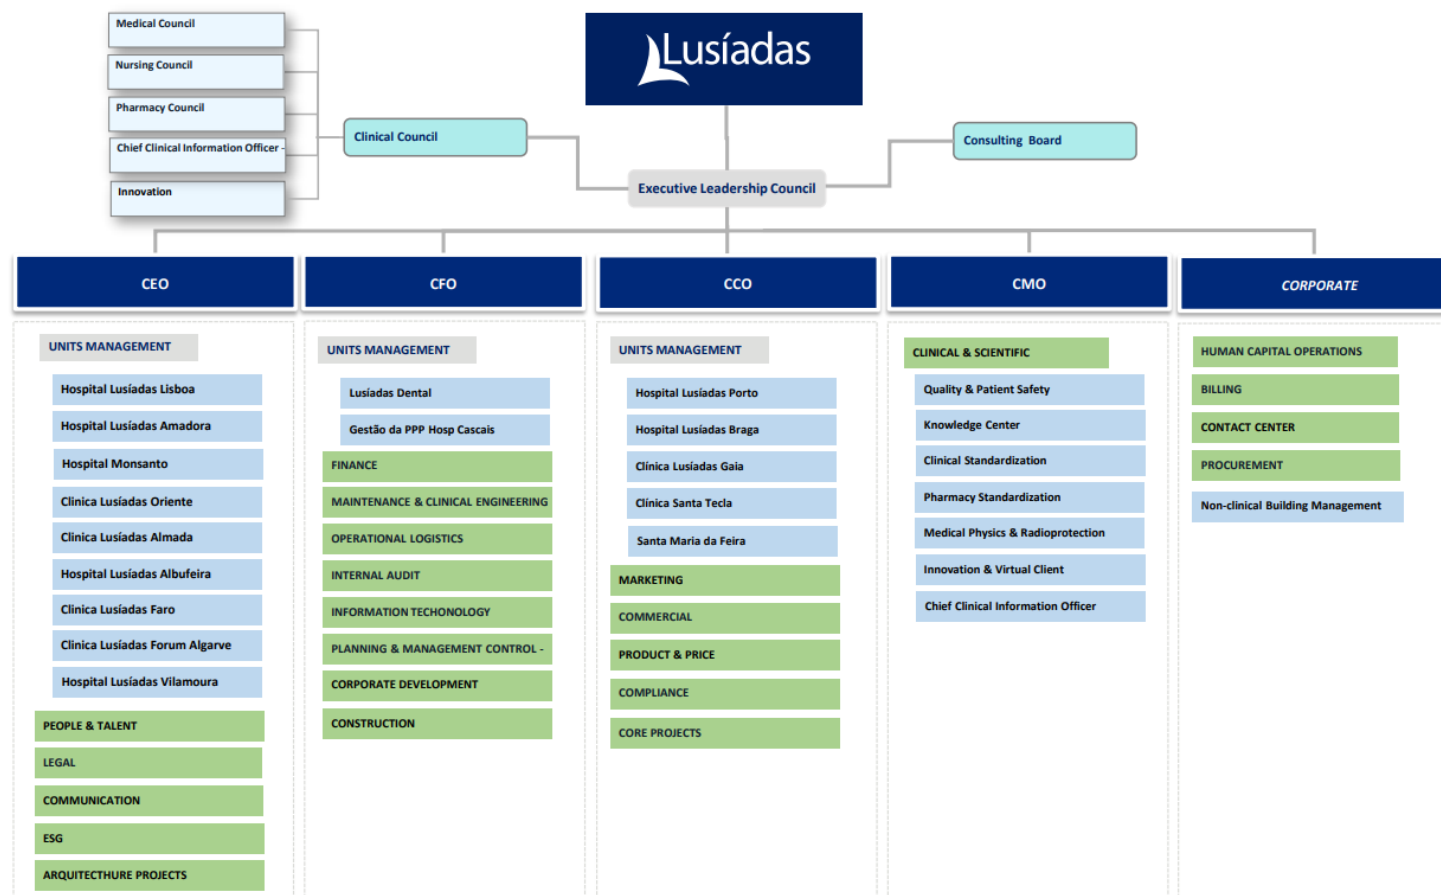 Medical Council
Nursing Council
Pharmacy Council
Chief Clinical Information Officer -
Innovation
Clinical Council
Lusíadas
Consulting Board
Executive Leadership Council
CEO
UNITS MANAGEMENT
Hospital Lusíadas Lisboa
Hospital Lusíadas Amadora
Hospital Monsanto
Clinica Lusíadas Oriente
Clinica Lusíadas Almada
Hospital Lusíadas Albufeira
Clinica Lusíadas Faro
Clinica Lusíadas Forum Algarve
Hospital Lusíadas Vilamoura
PEOPLE & TALENT
LEGAL
COMMUNICATION
ESG
ARQUITECTHURE PROJECTS
CFO
UNITS MANAGEMENT
Lusíadas Dental
Gestão da PPP Hosp Cascais
FINANCE
MAINTENANCE & CLINICAL ENGINEERING
OPERATIONAL LOGISTICS
INTERNAL AUDIT
INFORMATION TECHONOLOGY
PLANNING & MANAGEMENT CONTROL -
CORPORATE DEVELOPMENT
CONSTRUCTION
CCO
UNITS MANAGEMENT
Hospital Lusíadas Porto
Hospital Lusíadas Braga
Clínica Lusíadas Gaia
Clínica Santa Tecla
Santa Maria da Feira
MARKETING
COMMERCIAL
PRODUCT & PRICE
COMPLIANCE
CORE PROJECTS
CMO
CLINICAL & SCIENTIFIC
Quality & Patient Safety
Knowledge Center
Clinical Standardization
Pharmacy Standardization
Medical Physics & Radioprotection
Innovation & Virtual Client
Chief Clinical Information Officer
CORPORATE
HUMAN CAPITAL OPERATIONS
BILLING
CONTACT CENTER
PROCUREMENT
Non-clinical Building Management